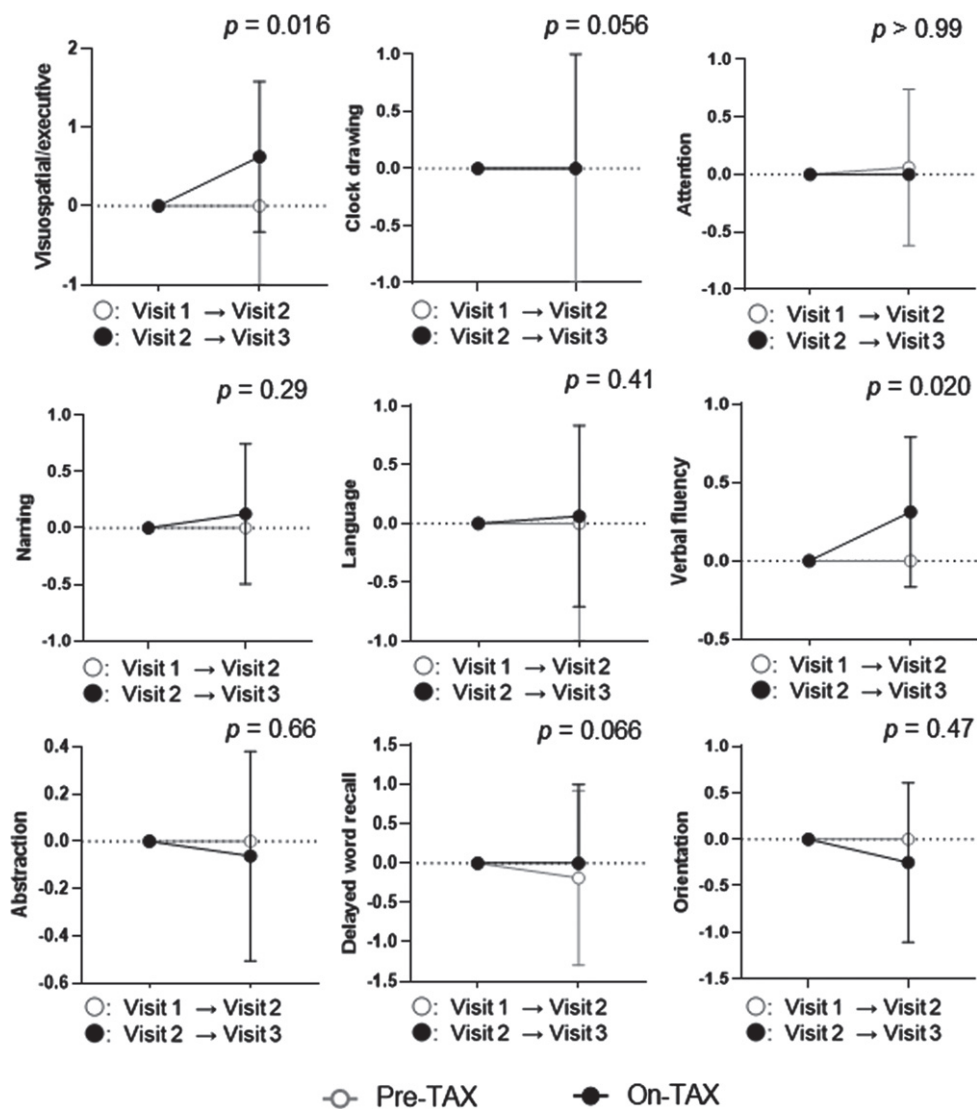 p = 0.016
Visuospatial/executive
2
1
0
-1
○: Visit 1 → Visit 2
●: Visit 2 → Visit 3
p = 0.056
Clock drawing
1.0
0.5
0.0
-0.5
-1.0
○: Visit 1 → Visit 2
●: Visit 2 → Visit 3
p > 0.99
Attention
1.0
0.5
0.0
-0.5
-1.0
○: Visit 1 → Visit 2
●: Visit 2 → Visit 3
p = 0.29
Naming
1.0
0.5
0.0
-0.5
-1.0
○: Visit 1 → Visit 2
●: Visit 2 → Visit 3
p = 0.41
Language
1.0
0.5
0.0
-0.5
-1.0
○: Visit 1 → Visit 2
●: Visit 2 → Visit 3
p = 0.020
Verbal fluency
1.0
0.5
0.0
-0.5
○: Visit 1 → Visit 2
●: Visit 2 → Visit 3
p = 0.66
Abstraction
0.4
0.2
0.0
-0.2
-0.4
-0.6
○: Visit 1 → Visit 2
●: Visit 2 → Visit 3
p = 0.066
Delayed word recall
1.5
1.0
0.5
0.0
-0.5
-1.0
-1.5
○: Visit 1 → Visit 2
●: Visit 2 → Visit 3
p = 0.47
Orientation
1.0
0.5
0.0
-0.5
-1.0
-1.5
○: Visit 1 → Visit 2
●: Visit 2 → Visit 3
Pre-TAX
On-TAX